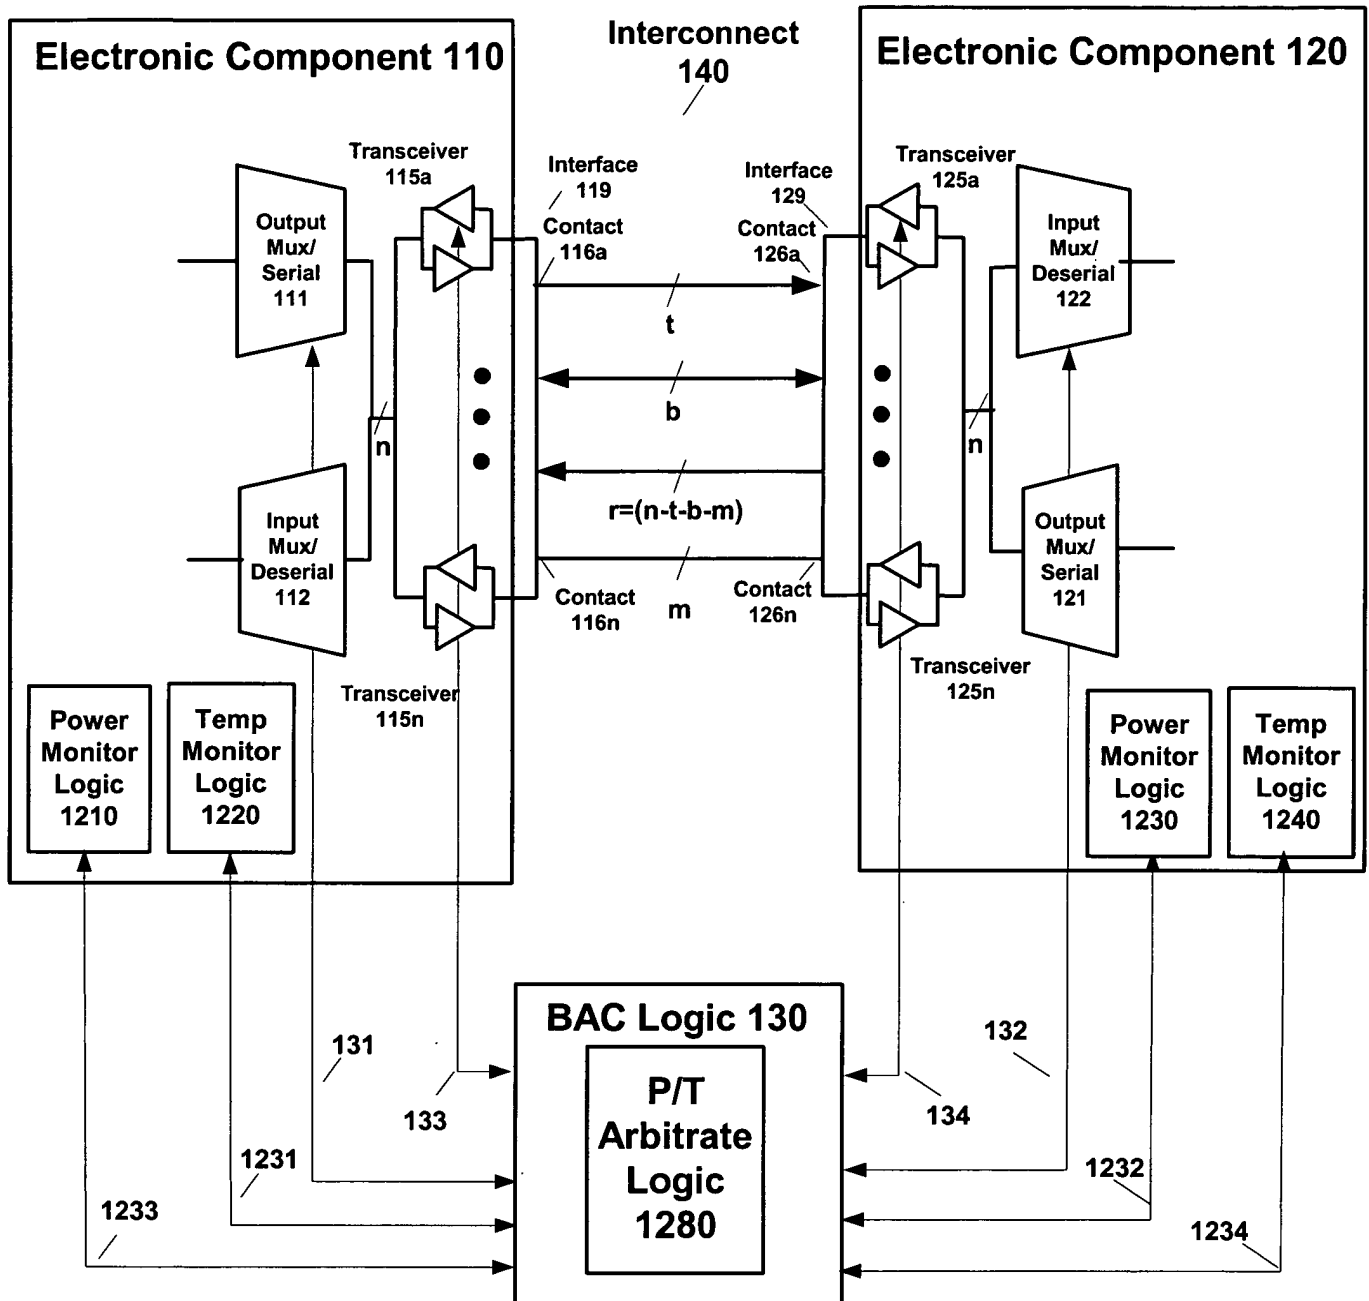 Electronic Component 110
Interconnect
140
Electronic Component 120
Transceiver
115a
Interface
119
Contact
116a
Interface
129
Contact
126a
Transceiver
125a
Output
Mux/
Serial
111
Input
Mux/
Deserial
122
t
b
n
n
r=(n-t-b-m)
m
Input
Mux/
Deserial
112
Output
Mux/
Serial
121
Contact
116n
Contact
126n
Transceiver
115n
Transceiver
125n
Power
Monitor
Logic
1210
Temp
Monitor
Logic
1220
Power
Monitor
Logic
1230
Temp
Monitor
Logic
1240
BAC Logic 130
P/T
Arbitrate
Logic
1280
131
133
134
132
1231
1233
1232
1234